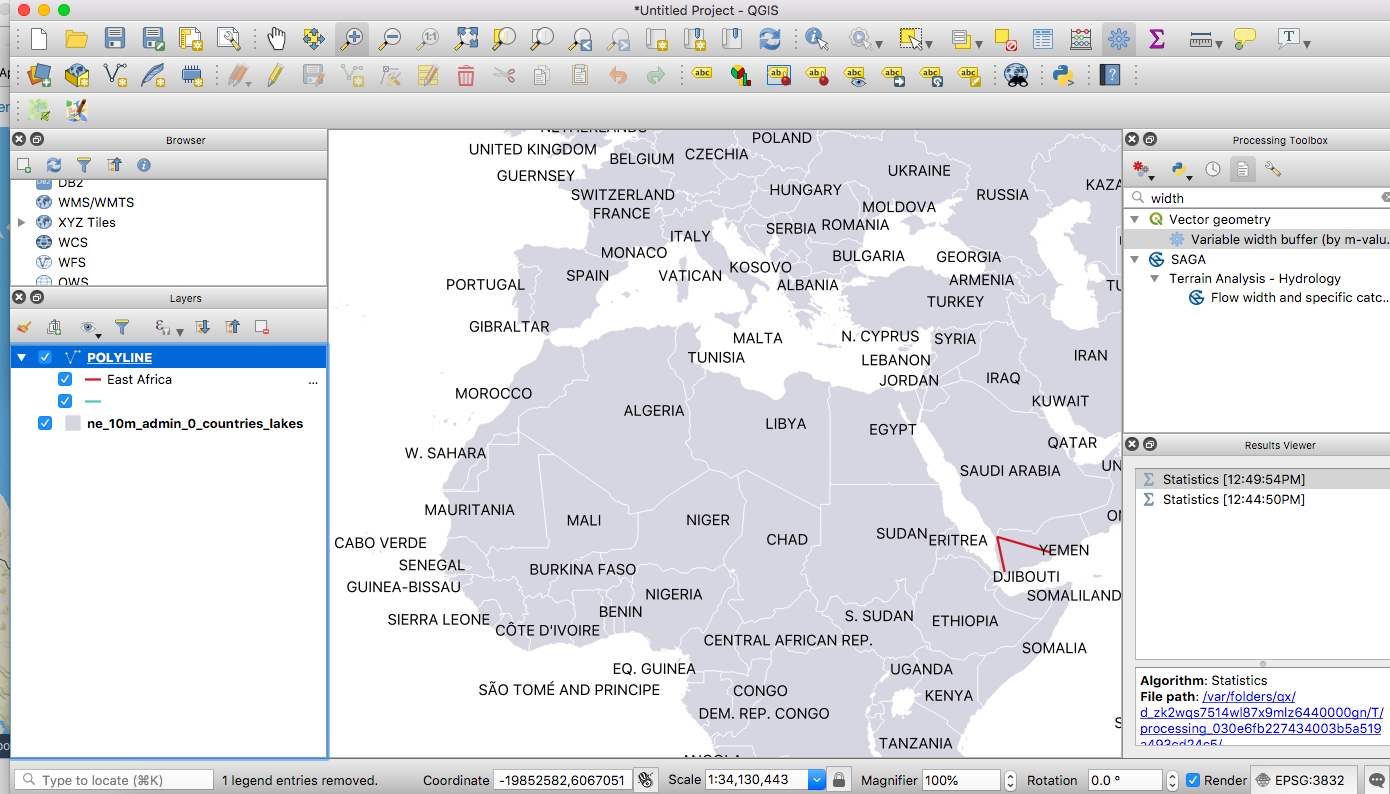 *Untitled Project - QGIS
Browser
DB2
WMS/WMTS
XYZ Tiles
WCS
WFS
OWS
Layers
POLYLINE
East Africa
...
ne_10m_admin_0_countries_lakes
NETHERLANDS
POLAND
UNITED KINGDOM
BELGIUM
CZECHIA
GUERNSEY
UKRAINE
SWITZERLAND
HUNGARY
RUSSIA
KAZA
FRANCE
MOLDOVA
SERBIA
ROMANIA
ITALY
MONACO
BULGARIA
GEORGIA
SPAIN
VATICAN
KOSOVO
ARMENIA
PORTUGAL
ALBANIA
TURKEY
TU
GIBRALTAR
MALTA
N. CYPRUS
SYRIA
TUNISIA
LEBANON
IRAN
JORDAN
IRAQ
MOROCCO
KUWAIT
ALGERIA
LIBYA
EGYPT
QATAR
W. SAHARA
SAUDI ARABIA
UN
MAURITANIA
MALI
NIGER
OM
CABO VERDE
CHAD
SUDAN
ERITREA
YEMEN
SENEGAL
BURKINA FASO
DJIBOUTI
GUINEA-BISSAU
NIGERIA
SOMALILAND
SIERRA LEONE
BENIN
S. SUDAN
ETHIOPIA
CÔTE D'IVOIRE
CENTRAL AFRICAN REP.
SOMALIA
EQ. GUINEA
UGANDA
SÃO TOMÉ AND PRINCIPE
CONGO
KENYA
DEM. REP. CONGO
TANZANIA
ANGOLA
Processing Toolbox
width
Vector geometry
Variable width buffer (by m-valu...
SAGA
Terrain Analysis - Hydrology
Flow width and specific catc...
Results Viewer
Statistics [12:49:54PM]
Statistics [12:44:50PM]
Algorithm: Statistics
File path: /var/folders/qx/
d_zk2wqs7514wl87x9mlz6440000gn/T/
processing_030e6fb227434003b5a519
a493cd24c5/
Type to locate (⌘K)
1 legend entries removed.
Coordinate -19852582,6067051
Scale 1:34,130,443
Magnifier 100%
Rotation 0.0 °
Render
EPSG:3832